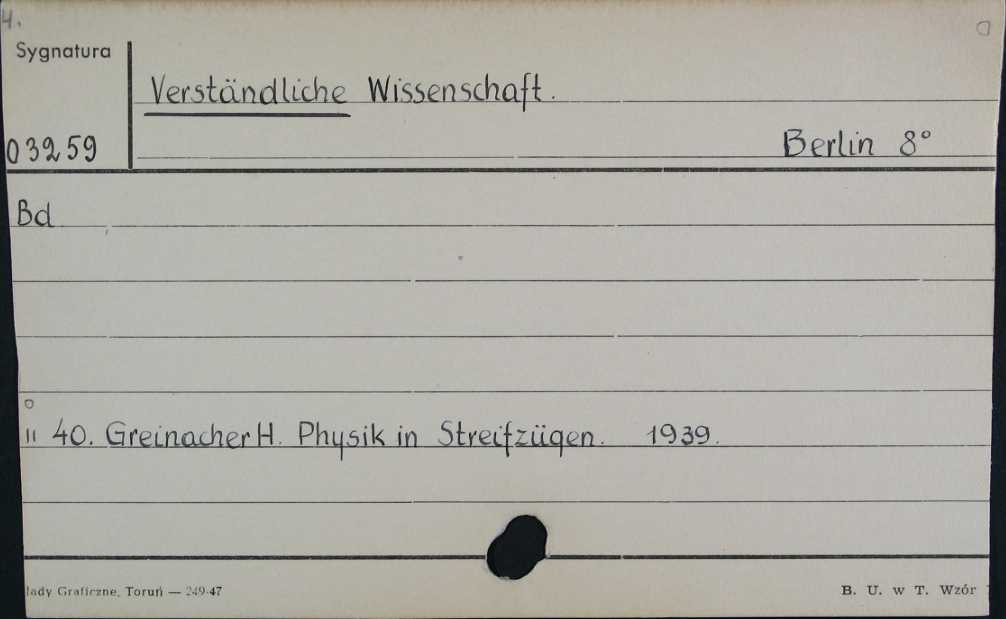 4.
Sygnatura
Verständliche Wissenschaft.
03259
Berlin 8°
Bd
" 40. Greinacher H. Physik in Streifzügen. 1939.
łady Graficzne, Toruń — 249-47
B. U. w T. Wzór